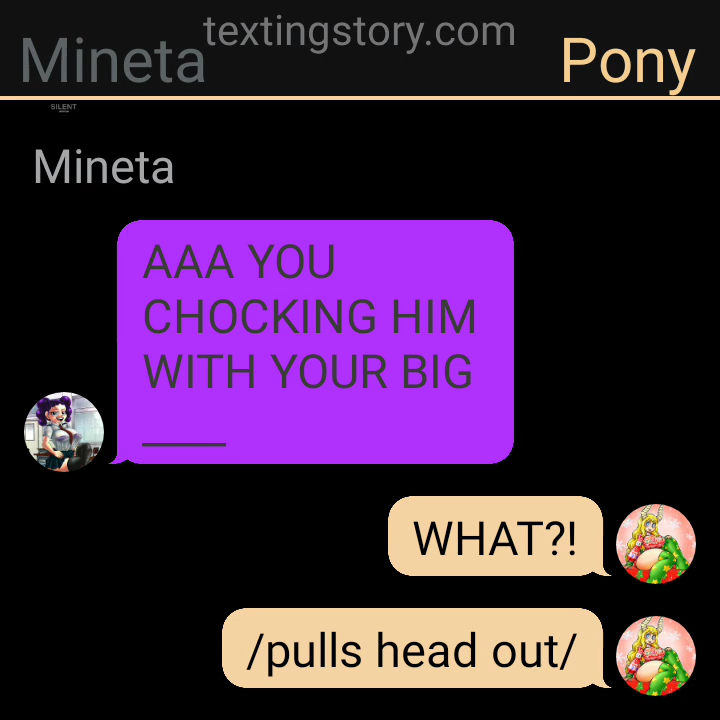 textingstory.com
Mineta
Pony
SILENT
Mineta
AAA YOU
CHOCKING HIM
WITH YOUR BIG
____
WHAT?!
/pulls head out/